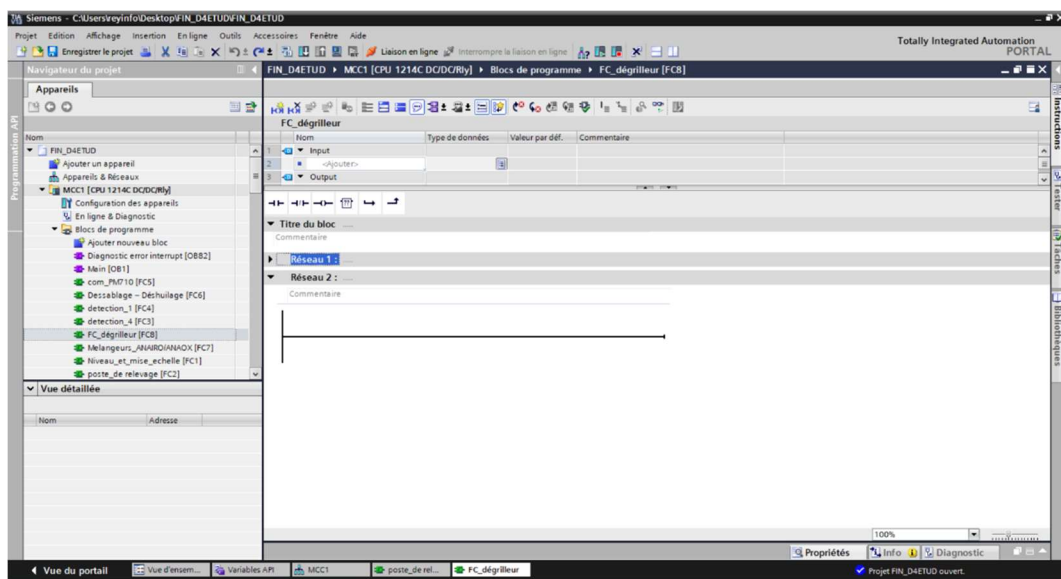 Siemens - C:\Users\reyinfo\Desktop\FIN_D4ETUD\FIN_D4ETUD
Projet Edition Affichage Insertion En ligne Outils Accessoires Fenêtre Aide
Totally Integrated Automation
PORTAL
Enregistrer le projet Liaison en ligne Interrompre la liaison en ligne
Navigateur du projet
FIN_D4ETUD MCC1 [CPU 1214C DC/DC/Rly] Blocs de programme FC_dégrilleur [FC8]
Appareils
FC_dégrilleur
Nom Type de données Valeur par déf. Commentaire
1 Input
2 <Ajouter>
3 Output
Nom
FIN_D4ETUD
Ajouter un appareil
Appareils & Réseaux
MCC1 [CPU 1214C DC/DC/Rly]
Configuration des appareils
En ligne & Diagnostic
Blocs de programme
Ajouter nouveau bloc
Diagnostic error interrupt [OB82]
Main [OB1]
com_PM710 [FC5]
Dessablage – Déshuilage [FC6]
detection_1 [FC4]
detection_4 [FC3]
FC_dégrilleur [FC8]
Melangeurs_ANAIRO/ANAOX [FC7]
Niveau_et_mise_echelle [FC1]
poste_de relevage [FC2]
Titre du bloc
Commentaire
Réseau 1 :
Réseau 2 :
Commentaire
Vue détaillée
Nom Adresse
Programmation API
Instructions
Tester
Tâches
Bibliothèques
100%
Propriétés Info Diagnostic
Vue du portail Vue d'ensem... Variables API MCC1 poste_de rel... FC_dégrilleur Projet FIN_D4ETUD ouvert.